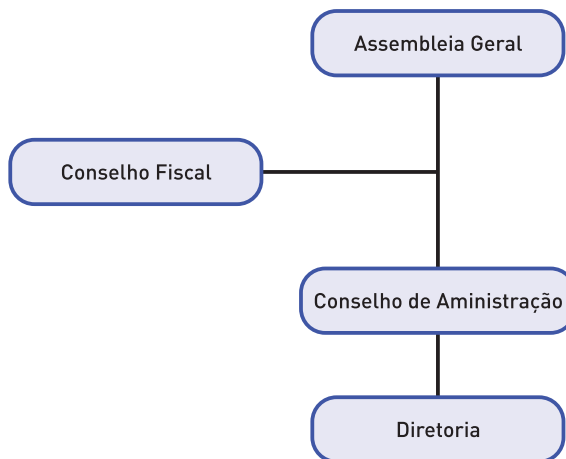 Assembleia Geral
Conselho Fiscal
Conselho de Aministração
Diretoria